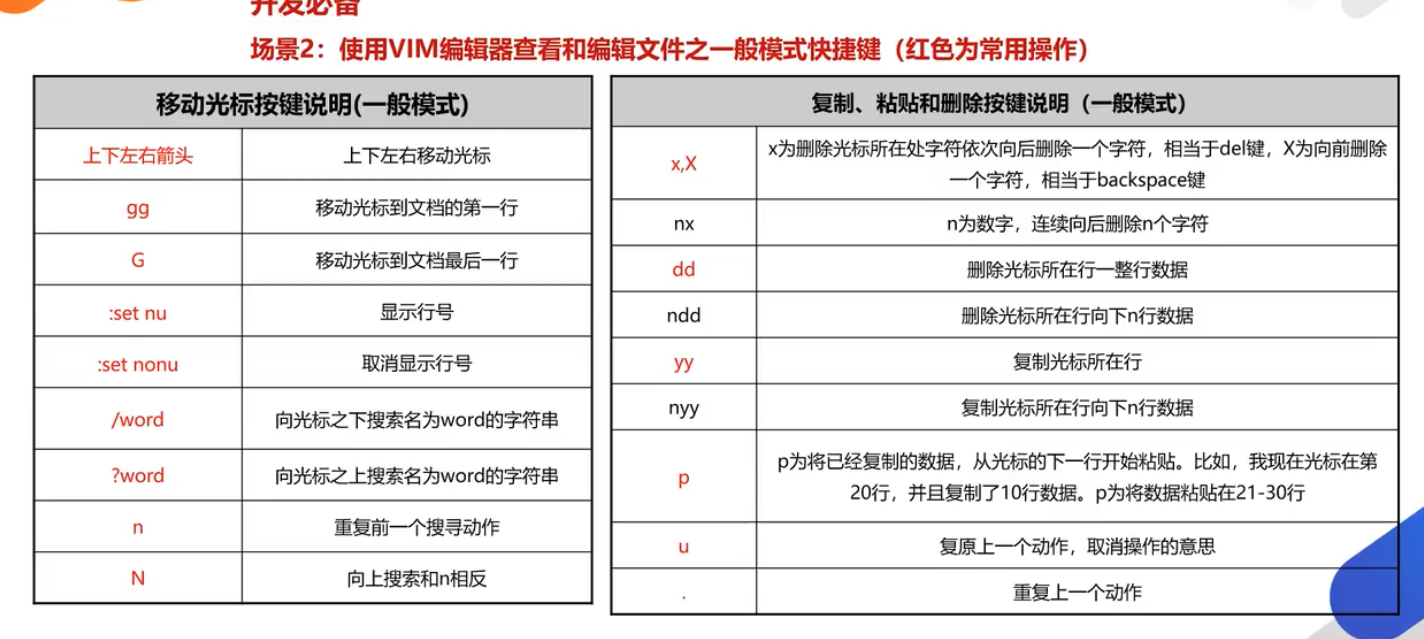 开发必备
场景2：使用VIM编辑器查看和编辑文件之一般模式快捷键（红色为常用操作）
移动光标按键说明(一般模式)
上下左右箭头 上下左右移动光标
gg 移动光标到文档的第一行
G 移动光标到文档最后一行
:set nu 显示行号
:set nonu 取消显示行号
/word 向光标之下搜索名为word的字符串
?word 向光标之上搜索名为word的字符串
n 重复前一个搜寻动作
N 向上搜索和n相反
复制、粘贴和删除按键说明（一般模式）
x,X x为删除光标所在处字符依次向后删除一个字符，相当于del键，X为向前删除
一个字符，相当于backspace键
nx n为数字，连续向后删除n个字符
dd 删除光标所在行一整行数据
ndd 删除光标所在行向下n行数据
yy 复制光标所在行
nyy 复制光标所在行向下n行数据
p p为将已经复制的数据，从光标的下一行开始粘贴。比如，我现在光标在第
20行，并且复制了10行数据。p为将数据粘贴在21-30行
u 复原上一个动作，取消操作的意思
. 重复上一个动作